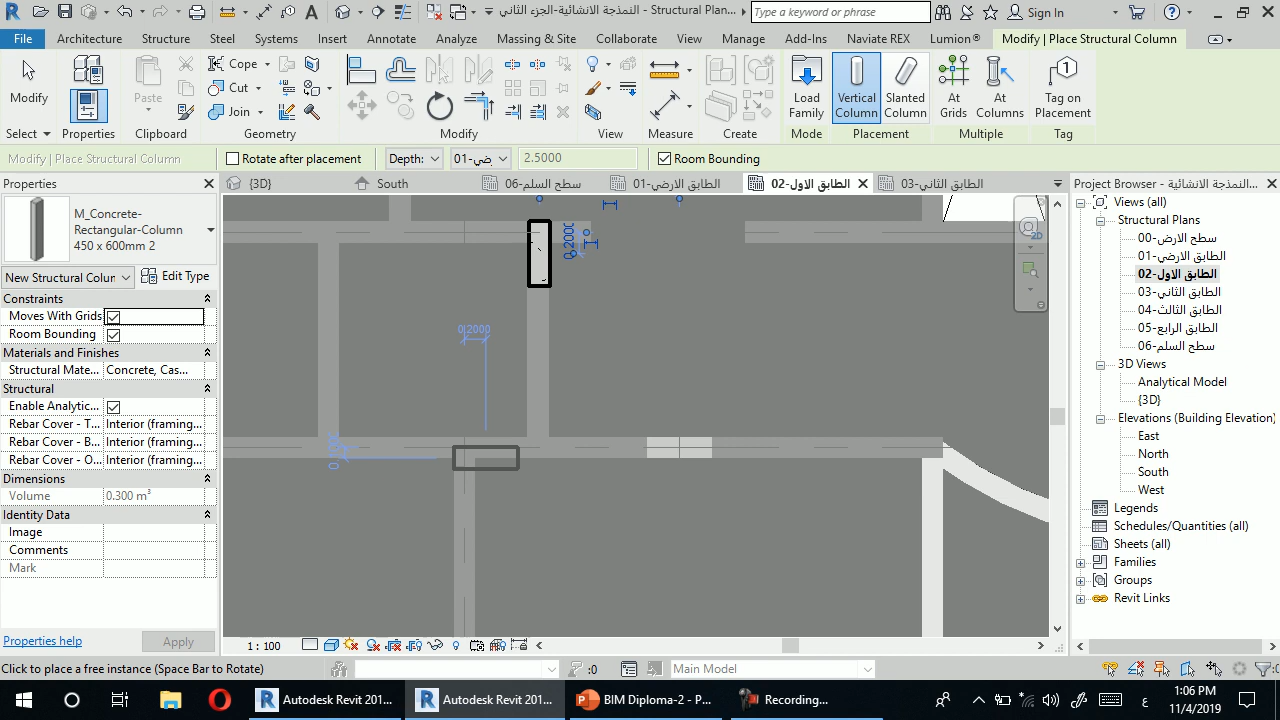 النمذجة الانشائية-الجزء الثاني - Structural Plan...
Type a keyword or phrase
Sign In
File Architecture Structure Steel Systems Insert Annotate Analyze Massing & Site Collaborate View Manage Add-Ins Naviate REX Lumion® Modify | Place Structural Column
Modify
Properties
Paste
Cope
Cut
Join
Load Family
Vertical Column
Slanted Column
At Grids
At Columns
Tag on Placement
Select Properties Clipboard Geometry Modify View Measure Create Mode Placement Multiple Tag
Modify | Place Structural Column
Rotate after placement
Depth:
2.5000
Room Bounding
Properties
{3D}
South
سطح السلم-06
الطابق الارضي-01
الطابق الاول-02
الطابق الثاني-03
M_Concrete-Rectangular-Column
450 x 600mm 2
New Structural Colum
Edit Type
Constraints
Moves With Grids
Room Bounding
Materials and Finishes
Structural Mate... Concrete, Cas...
Structural
Enable Analytic...
Rebar Cover - T... Interior (framing...
Rebar Cover - B... Interior (framing...
Rebar Cover - O... Interior (framing...
Dimensions
Volume 0.300 m³
Identity Data
Image
Comments
Mark
Properties help
Apply
0.2000
0.2000
2D
Project Browser - النمذجة الانشائية...
Views (all)
Structural Plans
سطح الارض-00
الطابق الارضي-01
الطابق الاول-02
الطابق الثاني-03
الطابق الثالث-04
الطابق الرابع-05
سطح السلم-06
3D Views
Analytical Model
{3D}
Elevations (Building Elevation)
East
North
South
West
Legends
Schedules/Quantities (all)
Sheets (all)
Families
Groups
Revit Links
1 : 100
Click to place a free instance (Space Bar to Rotate)
:0
Main Model
:0
Autodesk Revit 201...
Autodesk Revit 201...
BIM Diploma-2 - P...
Recording...
ع
1:06 PM
11/4/2019